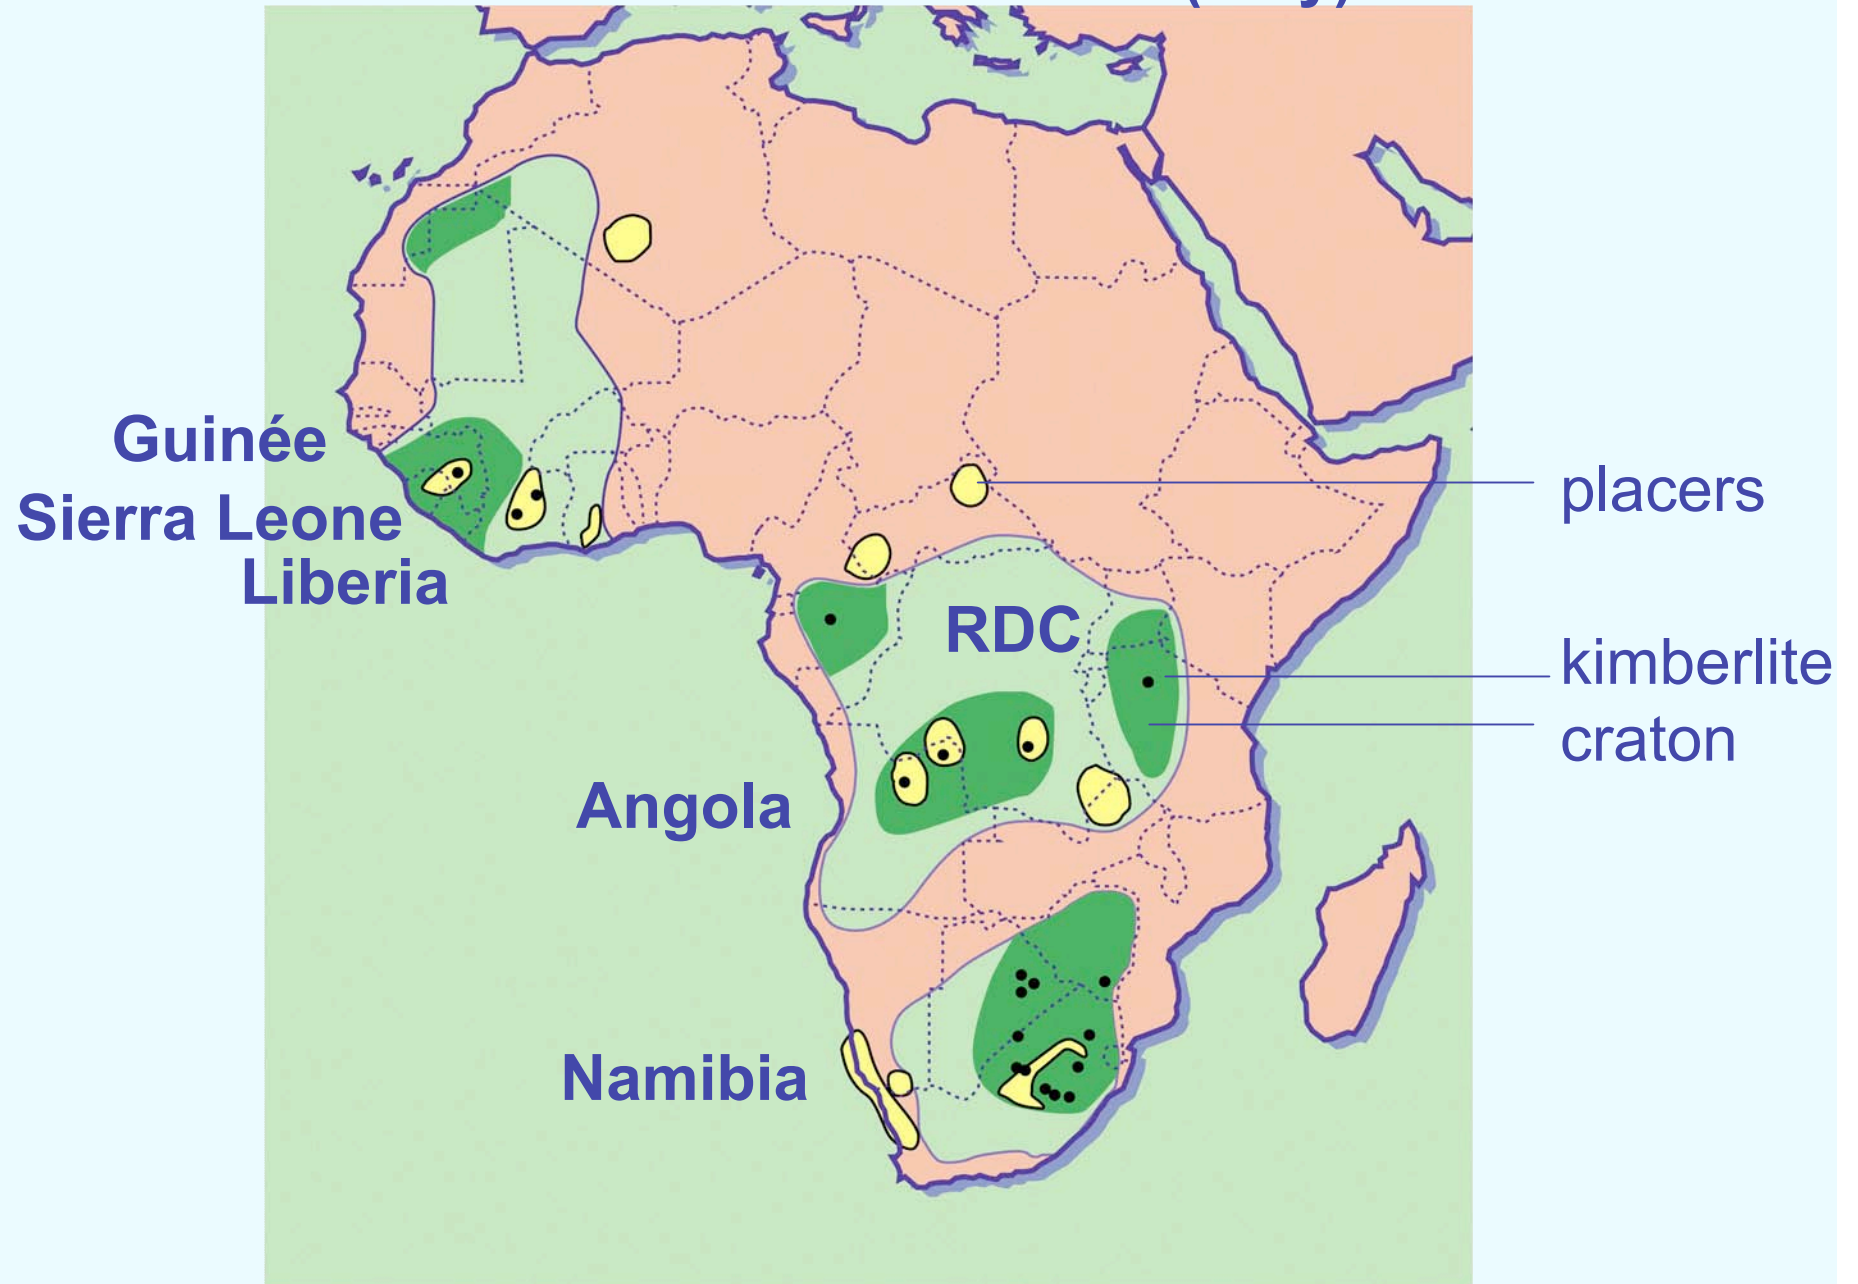 Guinée
Sierra Leone
Liberia
placers
RDC
kimberlite
craton
Angola
Namibia